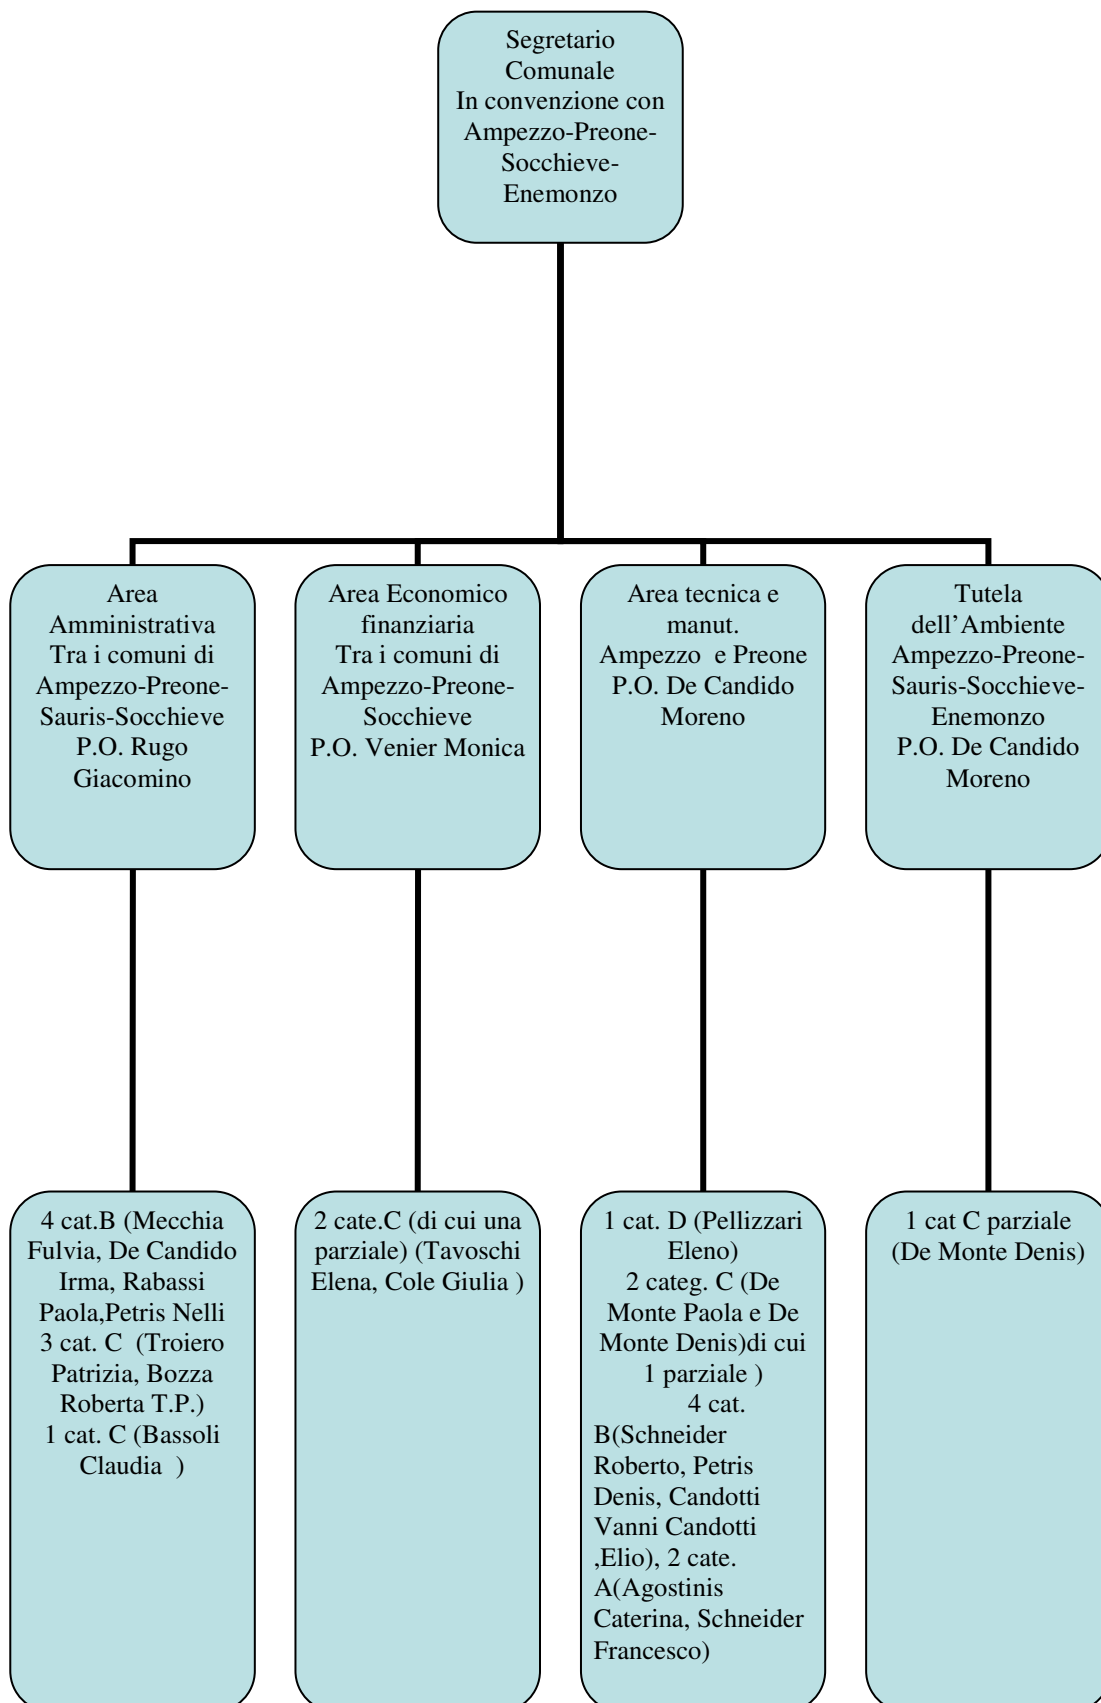 Segretario
Comunale
In convenzione con
Ampezzo-Preone-
Socchieve-
Enemonzo
Area
Amministrativa
Tra i comuni di
Ampezzo-Preone-
Sauris-Socchieve
P.O. Rugo
Giacomino
Area Economico
finanziaria
Tra i comuni di
Ampezzo-Preone-
Socchieve
P.O. Venier Monica
Area tecnica e
manut.
Ampezzo e Preone
P.O. De Candido
Moreno
Tutela
dell’Ambiente
Ampezzo-Preone-
Sauris-Socchieve-
Enemonzo
P.O. De Candido
Moreno
4 cat.B (Mecchia
Fulvia, De Candido
Irma, Rabassi
Paola,Petris Nelli
3 cat. C (Troiero
Patrizia, Bozza
Roberta T.P.)
1 cat. C (Bassoli
Claudia )
2 cate.C (di cui una
parziale) (Tavoschi
Elena, Cole Giulia )
1 cat. D (Pellizzari
Eleno)
2 categ. C (De
Monte Paola e De
Monte Denis)di cui
1 parziale )
4 cat.
B(Schneider
Roberto, Petris
Denis, Candotti
Vanni Candotti
,Elio), 2 cate.
A(Agostinis
Caterina, Schneider
Francesco)
1 cat C parziale
(De Monte Denis)